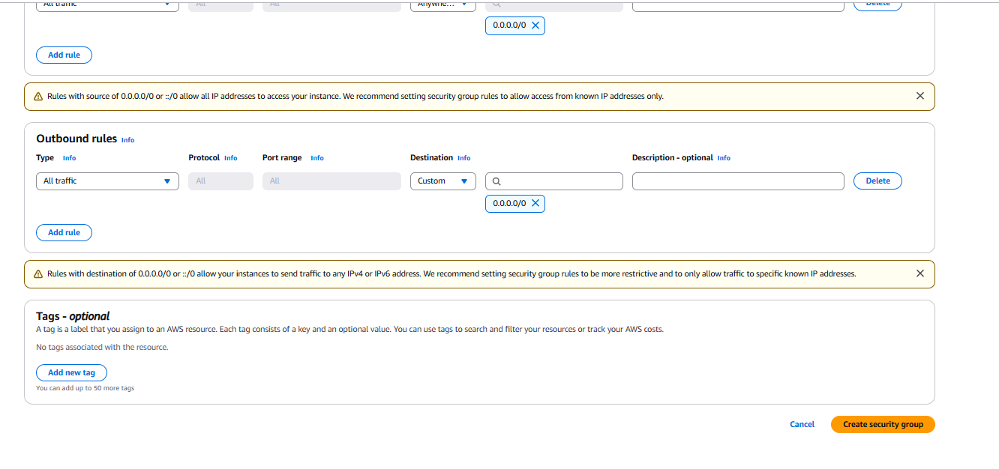 All traffic All All Anywhe... Delete
0.0.0.0/0
Add rule
Rules with source of 0.0.0.0/0 or ::/0 allow all IP addresses to access your instance. We recommend setting security group rules to allow access from known IP addresses only.
Outbound rules Info
Type Info Protocol Info Port range Info Destination Info Description - optional Info
All traffic All All Custom Delete
0.0.0.0/0
Add rule
Rules with destination of 0.0.0.0/0 or ::/0 allow your instances to send traffic to any IPv4 or IPv6 address. We recommend setting security group rules to be more restrictive and to only allow traffic to specific known IP addresses.
Tags - optional
A tag is a label that you assign to an AWS resource. Each tag consists of a key and an optional value. You can use tags to search and filter your resources or track your AWS costs.
No tags associated with the resource.
Add new tag
You can add up to 50 more tags
Cancel Create security group